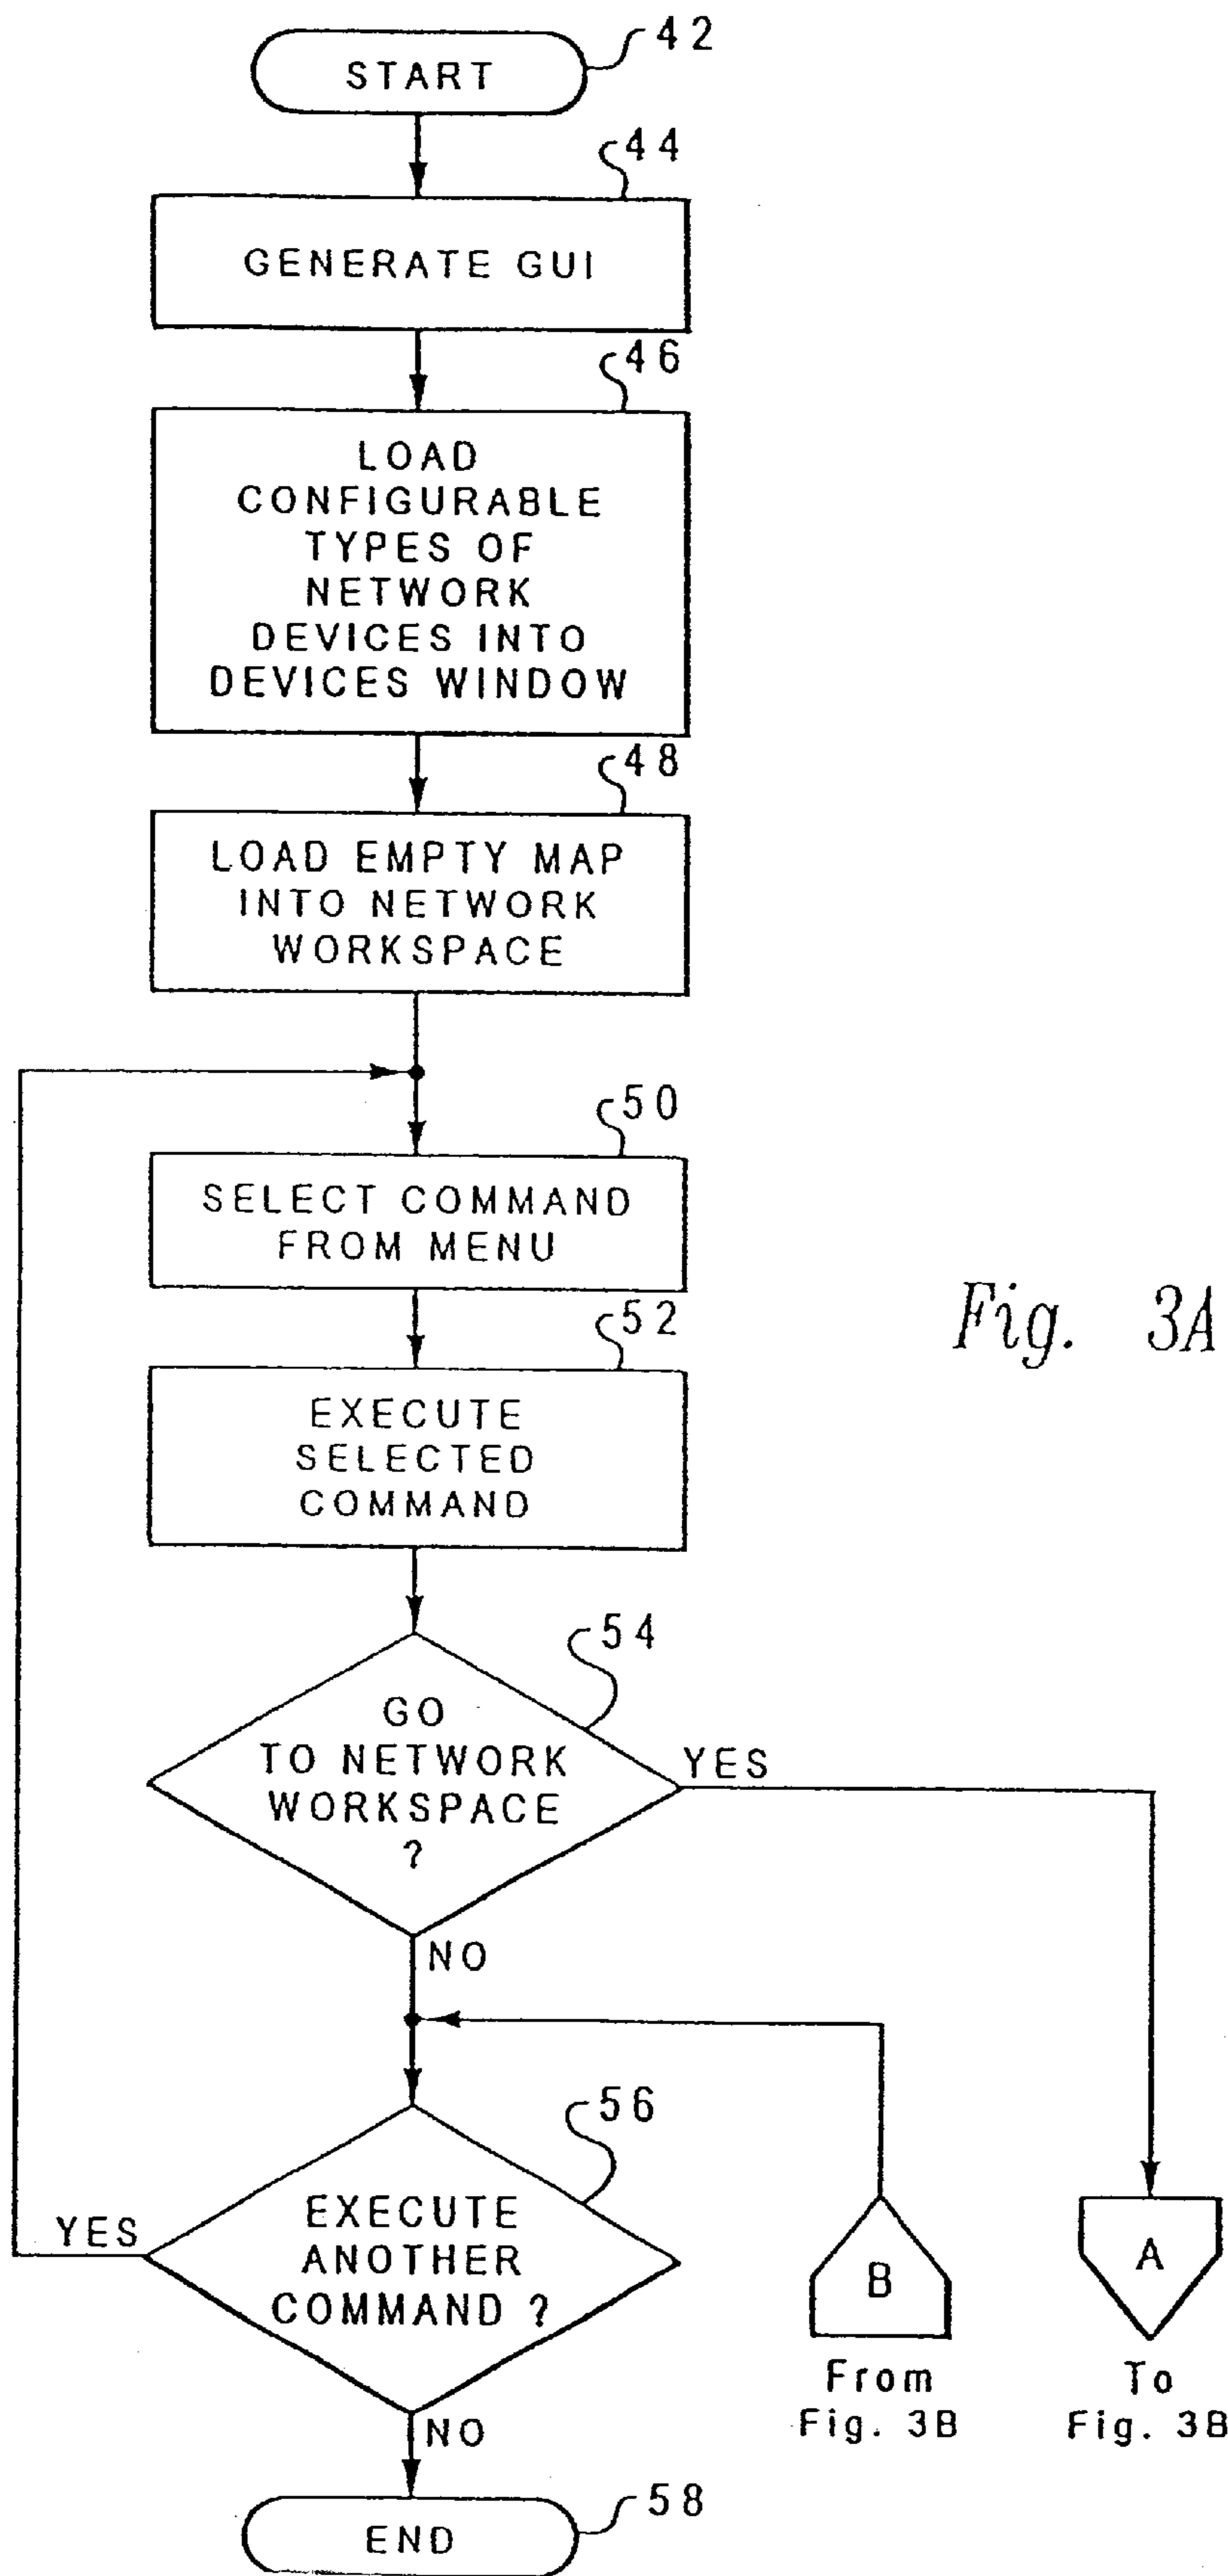 42
START
44
GENERATE GUI
46
LOAD
CONFIGURABLE
TYPES OF
NETWORK
DEVICES INTO
DEVICES WINDOW
48
LOAD EMPTY MAP
INTO NETWORK
WORKSPACE
50
SELECT COMMAND
FROM MENU
52
EXECUTE
SELECTED
COMMAND
Fig. 3A
54
GO
TO NETWORK
WORKSPACE
?
YES
NO
56
EXECUTE
ANOTHER
COMMAND ?
YES
NO
B
From
Fig. 3B
A
To
Fig. 3B
58
END